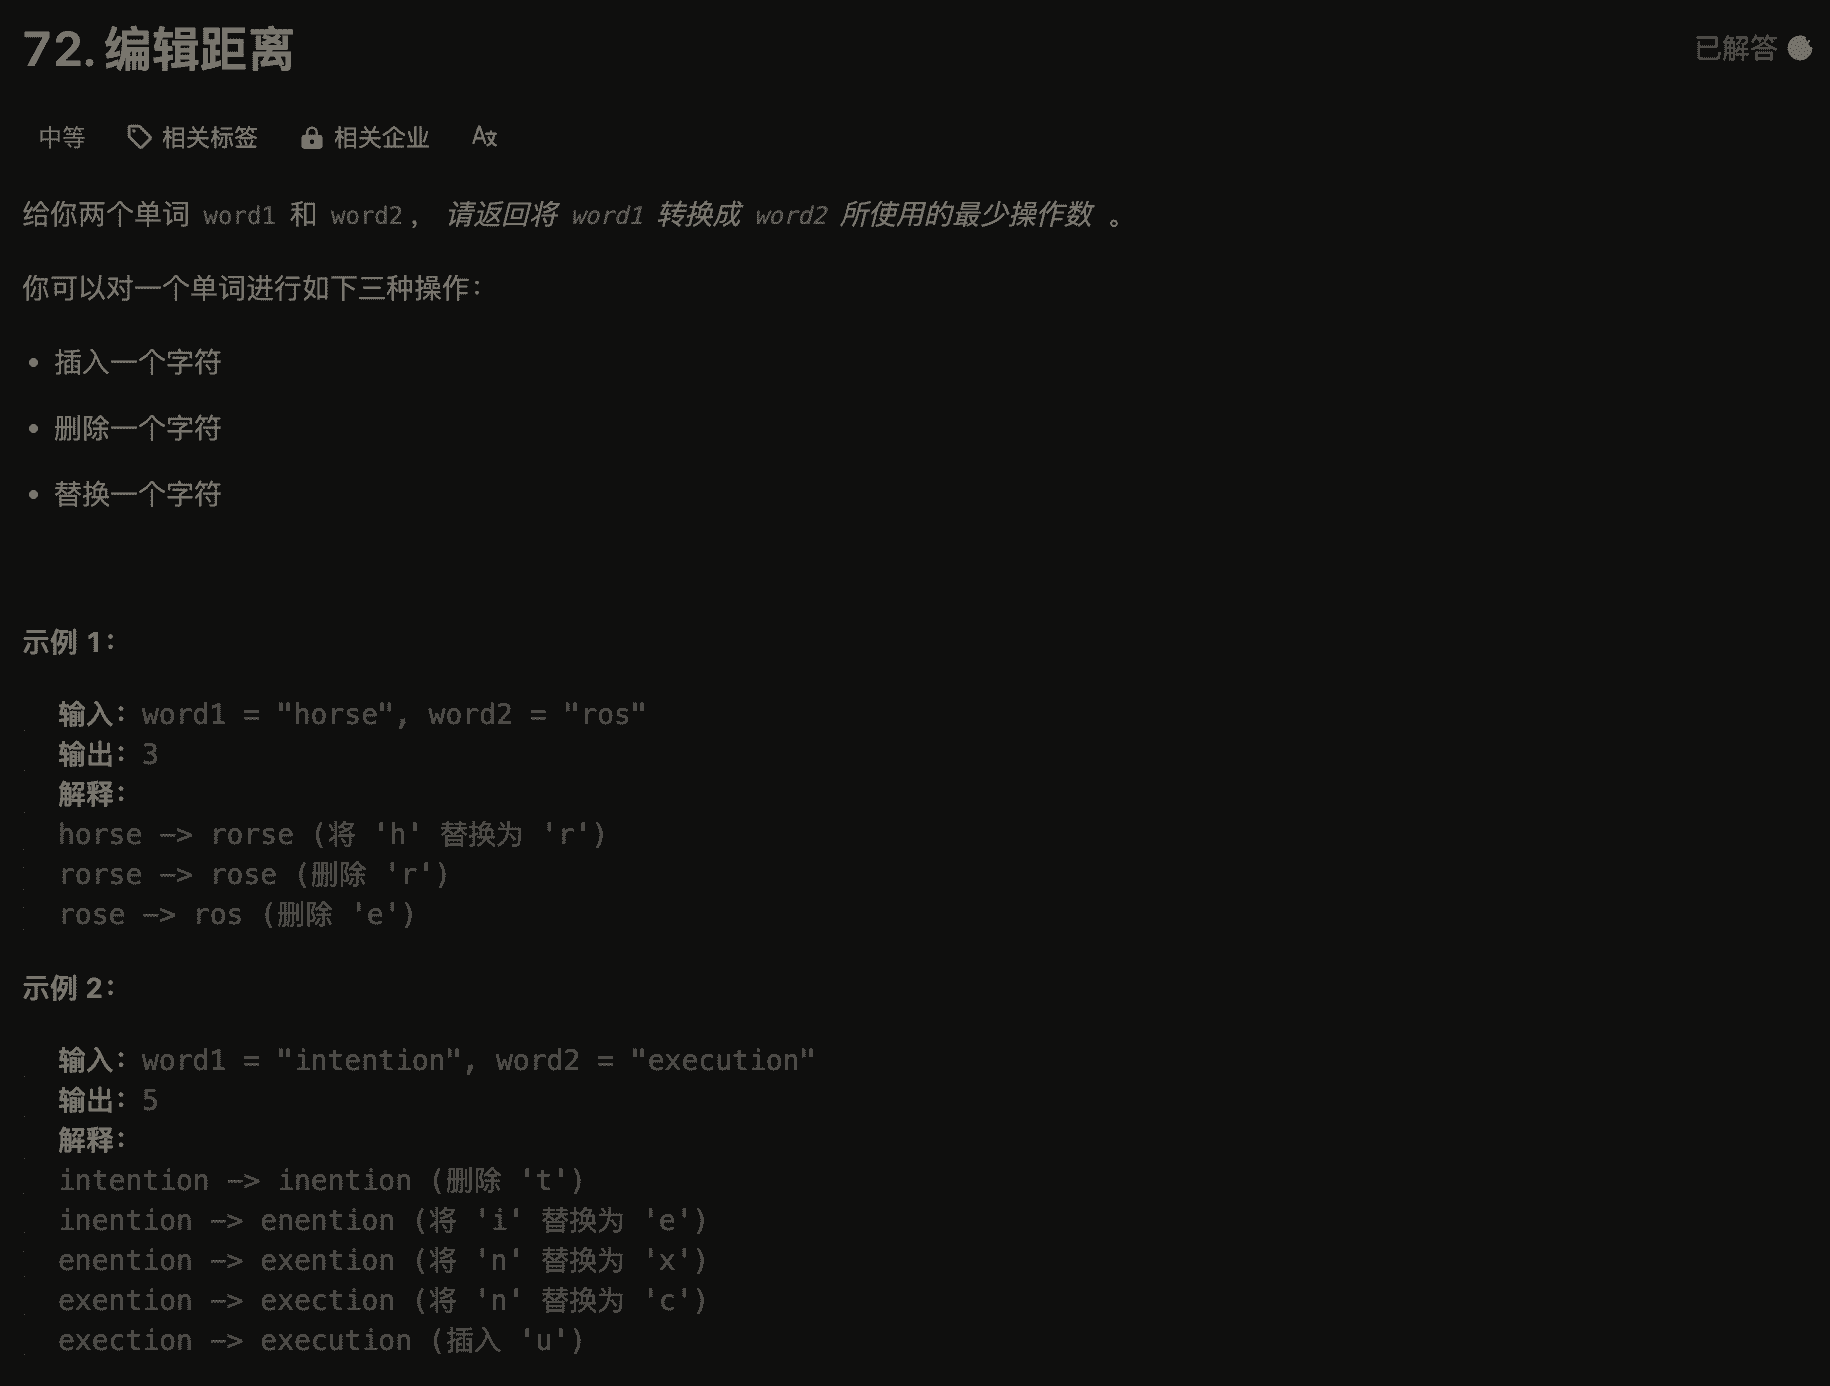 72. 编辑距离
已解答
中等 相关标签 相关企业
给你两个单词 word1 和 word2， 请返回将 word1 转换成 word2 所使用的最少操作数 。
你可以对一个单词进行如下三种操作：
• 插入一个字符
• 删除一个字符
• 替换一个字符
示例 1：
输入：word1 = "horse", word2 = "ros"
输出：3
解释：
horse -> rorse (将 'h' 替换为 'r')
rorse -> rose (删除 'r')
rose -> ros (删除 'e')
示例 2：
输入：word1 = "intention", word2 = "execution"
输出：5
解释：
intention -> inention (删除 't')
inention -> enention (将 'i' 替换为 'e')
enention -> exention (将 'n' 替换为 'x')
exention -> exection (将 'n' 替换为 'c')
exection -> execution (插入 'u')